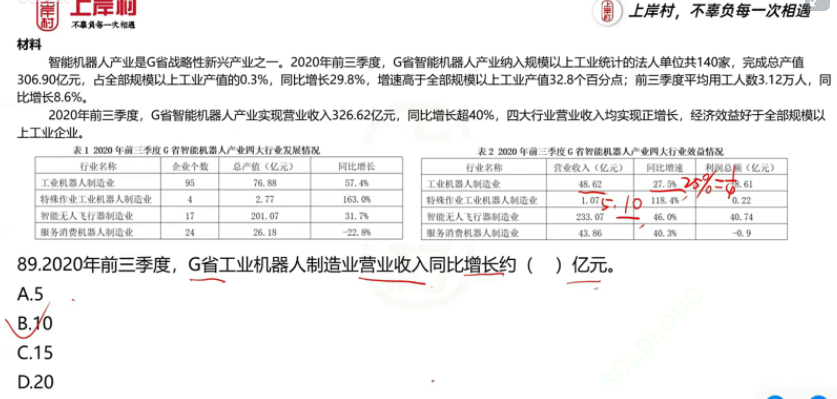 上岸村
不辜负每一次相遇
上岸村，不辜负每一次相遇
材料
智能机器人产业是G省战略性新兴产业之一。2020年前三季度，G省智能机器人产业纳入规模以上工业统计的法人单位共140家，完成总产值
306.90亿元，占全部规模以上工业产值的0.3%，同比增长29.8%，增速高于全部规模以上工业产值32.8个百分点；前三季度平均用工人数3.12万人，同
比增长8.6%。
2020年前三季度，G省智能机器人产业实现营业收入326.62亿元，同比增长超40%，四大行业营业收入均实现正增长，经济效益好于全部规模以
上工业企业。
表1 2020年前三季度G省智能机器人产业四大行业发展情况
行业名称 企业个数 总产值（亿元） 同比增长
工业机器人制造业 95 76.88 57.4%
特殊作业工业机器人制造业 4 2.77 163.0%
智能无人飞行器制造业 17 201.07 31.7%
服务消费机器人制造业 24 26.18 -22.8%
表2 2020年前三季度G省智能机器人产业四大行业效益情况
行业名称 营业收入（亿元） 同比增速 利润总额（亿元）
工业机器人制造业 48.62 27.5% 25%=1/4 8.61
特殊作业工业机器人制造业 1.07 5. 10 118.4% 0.22
智能无人飞行器制造业 233.07 46.0% 40.74
服务消费机器人制造业 43.86 40.3% -0.9
89.2020年前三季度，G省工业机器人制造业营业收入同比增长约（ ）亿元。
A.5
B.10
C.15
D.20